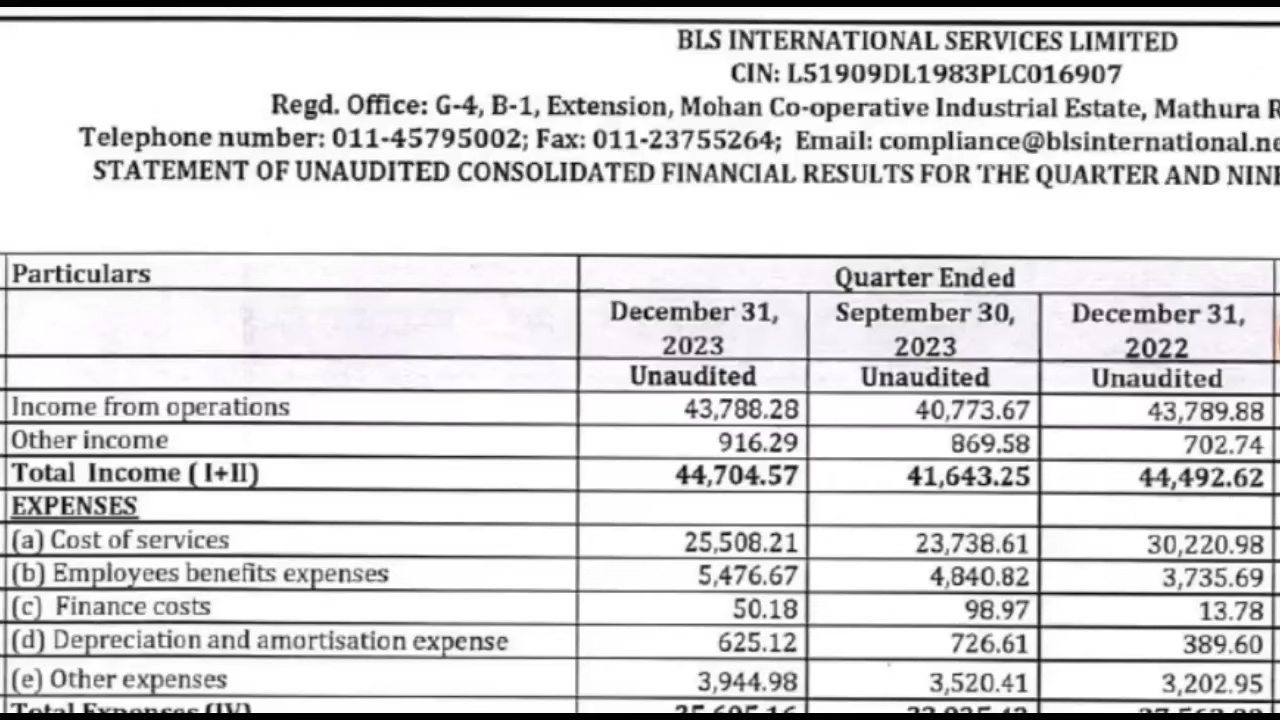 BLS INTERNATIONAL SERVICES LIMITED
CIN: L51909DL1983PLC016907
Regd. Office: G-4, B-1, Extension, Mohan Co-operative Industrial Estate, Mathura R
Telephone number: 011-45795002; Fax: 011-23755264; Email: compliance@blsinternational.ne
STATEMENT OF UNAUDITED CONSOLIDATED FINANCIAL RESULTS FOR THE QUARTER AND NINE
Particulars Quarter Ended
December 31, 2023 September 30, 2023 December 31, 2022
Unaudited Unaudited Unaudited
Income from operations 43,788.28 40,773.67 43,789.88
Other income 916.29 869.58 702.74
Total Income ( I+II) 44,704.57 41,643.25 44,492.62
EXPENSES
(a) Cost of services 25,508.21 23,738.61 30,220.98
(b) Employees benefits expenses 5,476.67 4,840.82 3,735.69
(c) Finance costs 50.18 98.97 13.78
(d) Depreciation and amortisation expense 625.12 726.61 389.60
(e) Other expenses 3,944.98 3,520.41 3,202.95
Total Expenses (IV)